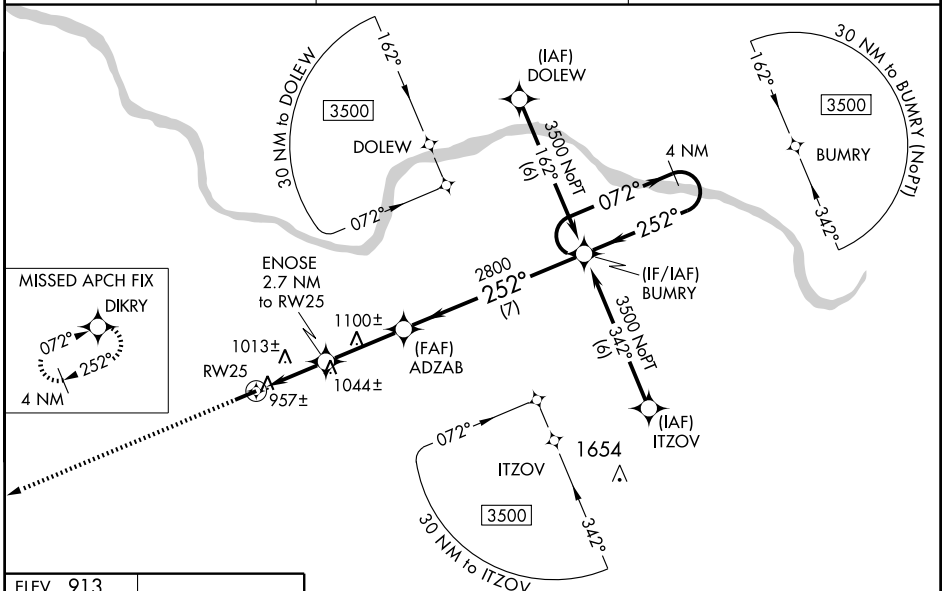 30 NM to DOLEW
162°
3500
DOLEW
072°
(IAF)
DOLEW
3500 NoPT
162°
(6)
4 NM
072°
252°
30 NM to BUMRY (NoPT)
162°
3500
BUMRY
342°
MISSED APCH FIX
DIKRY
072°
252°
4 NM
ENOSE
2.7 NM
to RW25
2800
252°
(7)
(IF/IAF)
BUMRY
1100±
1013±
(FAF)
ADZAB
RW25
1044±
957±
3500 NoPT
342°
(6)
(IAF)
ITZOV
072°
ITZOV
1654
3500
342°
30 NM to ITZOV
ELEV 913